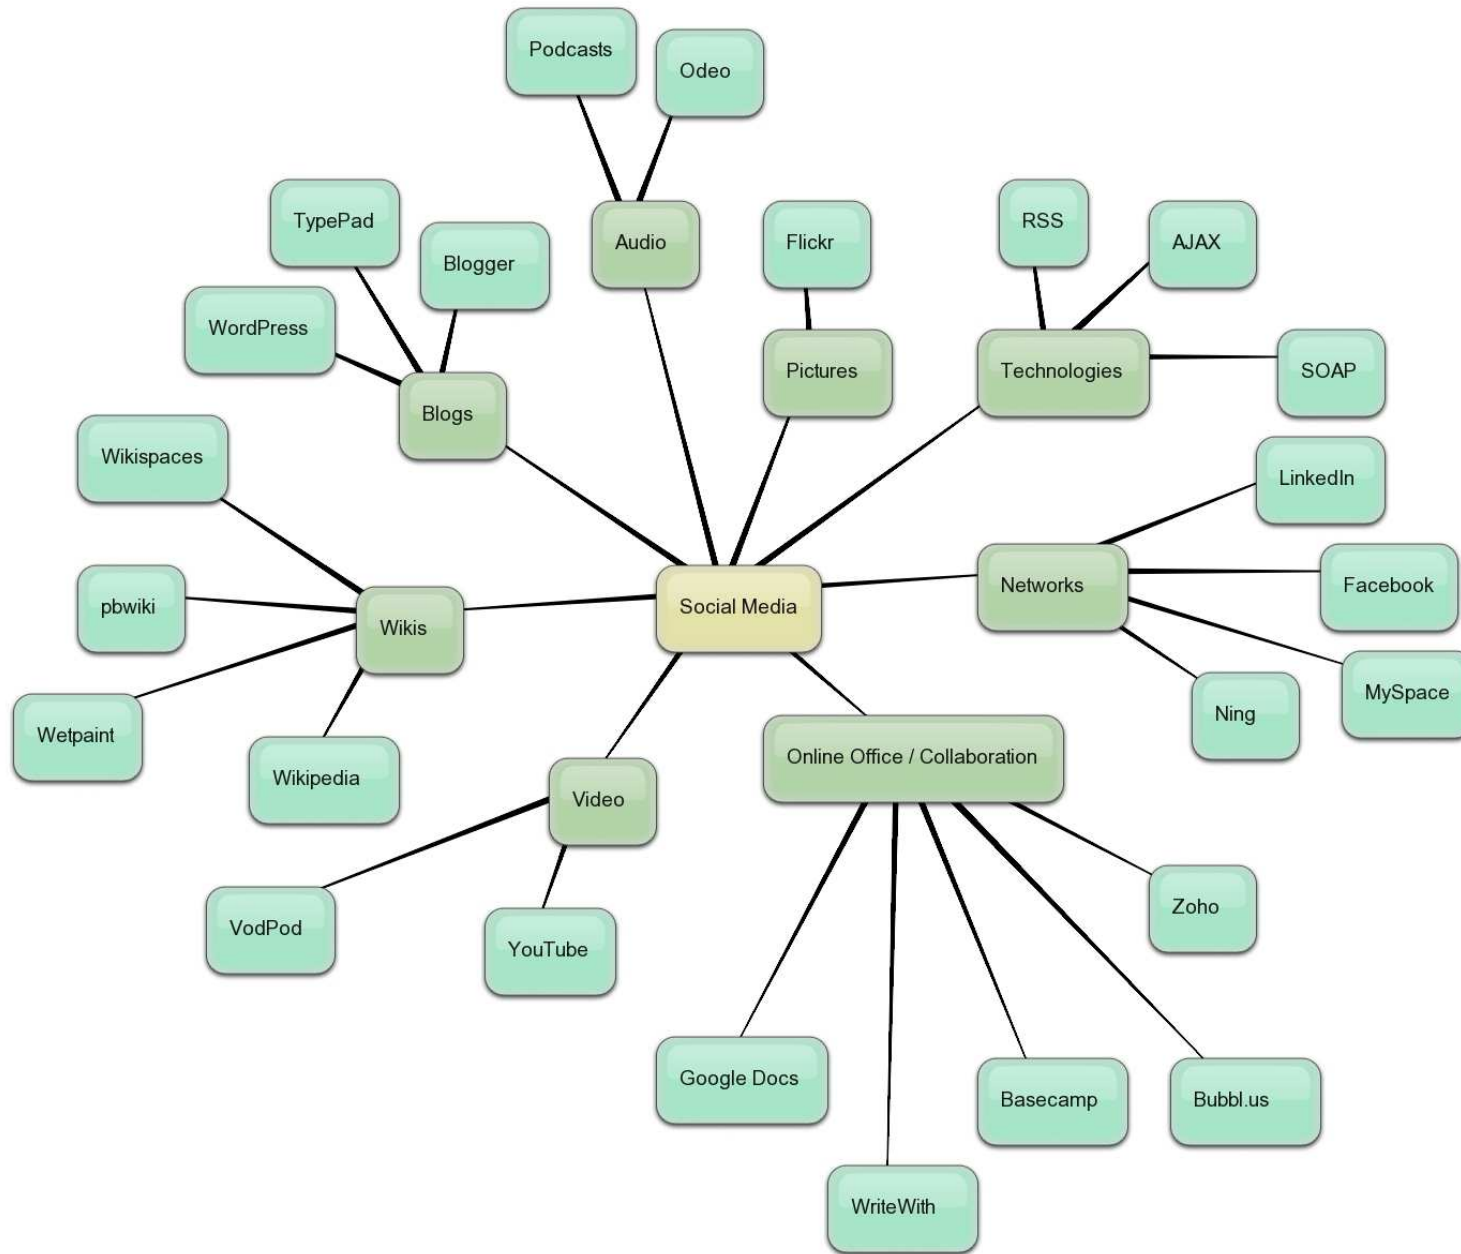 Podcasts
Odeo
TypePad
Blogger
WordPress
Audio
Flickr
RSS
AJAX
Blogs
Pictures
Technologies
SOAP
Wikispaces
LinkedIn
pbwiki
Wikis
Social Media
Networks
Facebook
Wetpaint
Wikipedia
Ning
MySpace
Video
Online Office / Collaboration
VodPod
YouTube
Zoho
Google Docs
Basecamp
Bubbl.us
WriteWith